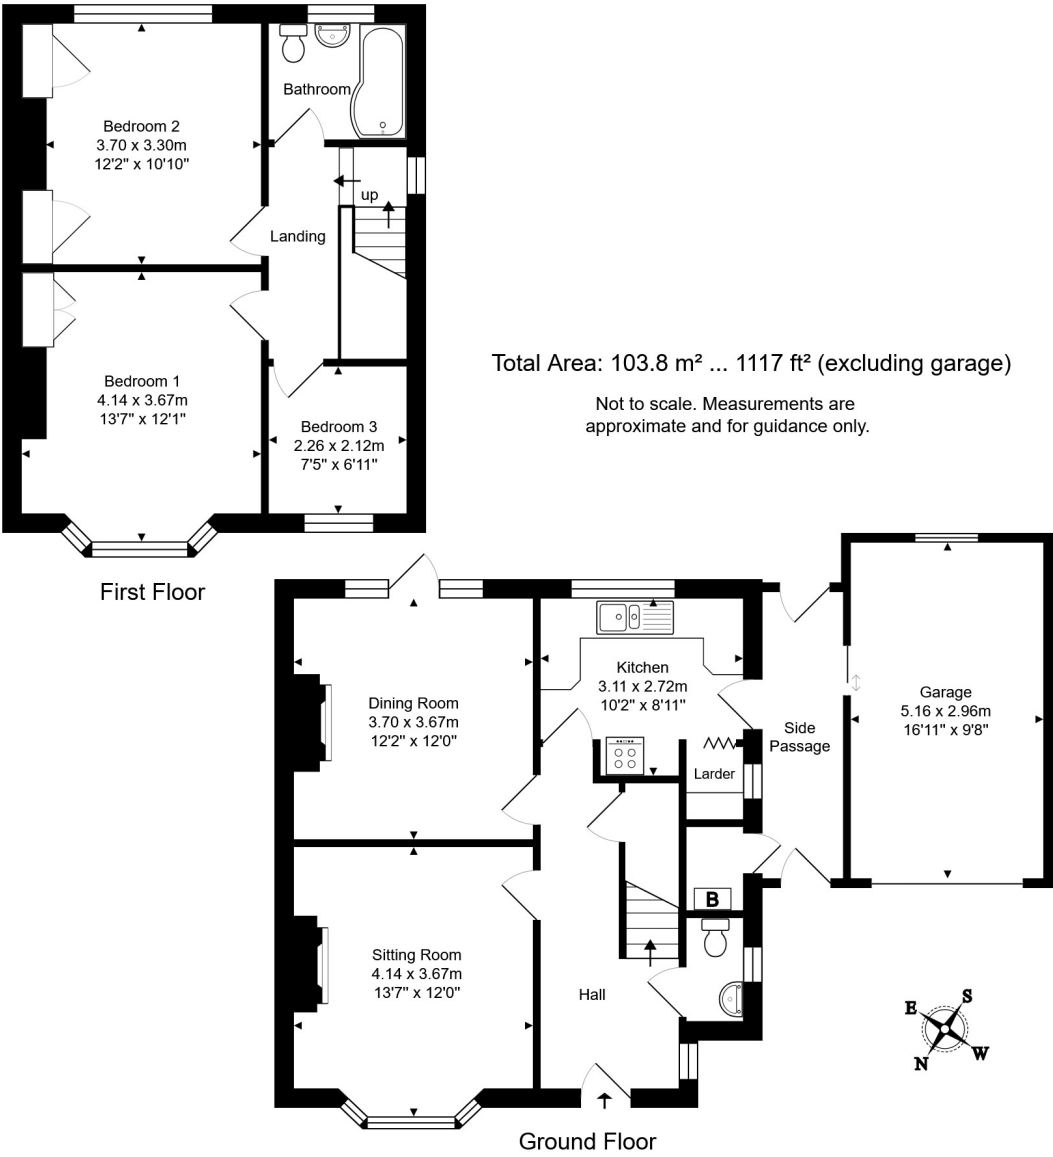 Bathroom
Bedroom 2
3.70 x 3.30m
12'2" x 10'10"
up
Landing
Bedroom 1
4.14 x 3.67m
13'7" x 12'1"
Bedroom 3
2.26 x 2.12m
7'5" x 6'11"
First Floor
Total Area: 103.8 m² ... 1117 ft² (excluding garage)
Not to scale. Measurements are
approximate and for guidance only.
Kitchen
3.11 x 2.72m
10'2" x 8'11"
Dining Room
3.70 x 3.67m
12'2" x 12'0"
Garage
5.16 x 2.96m
16'11" x 9'8"
Side
Passage
Larder
B
Sitting Room
4.14 x 3.67m
13'7" x 12'0"
Hall
E
S
N
W
Ground Floor